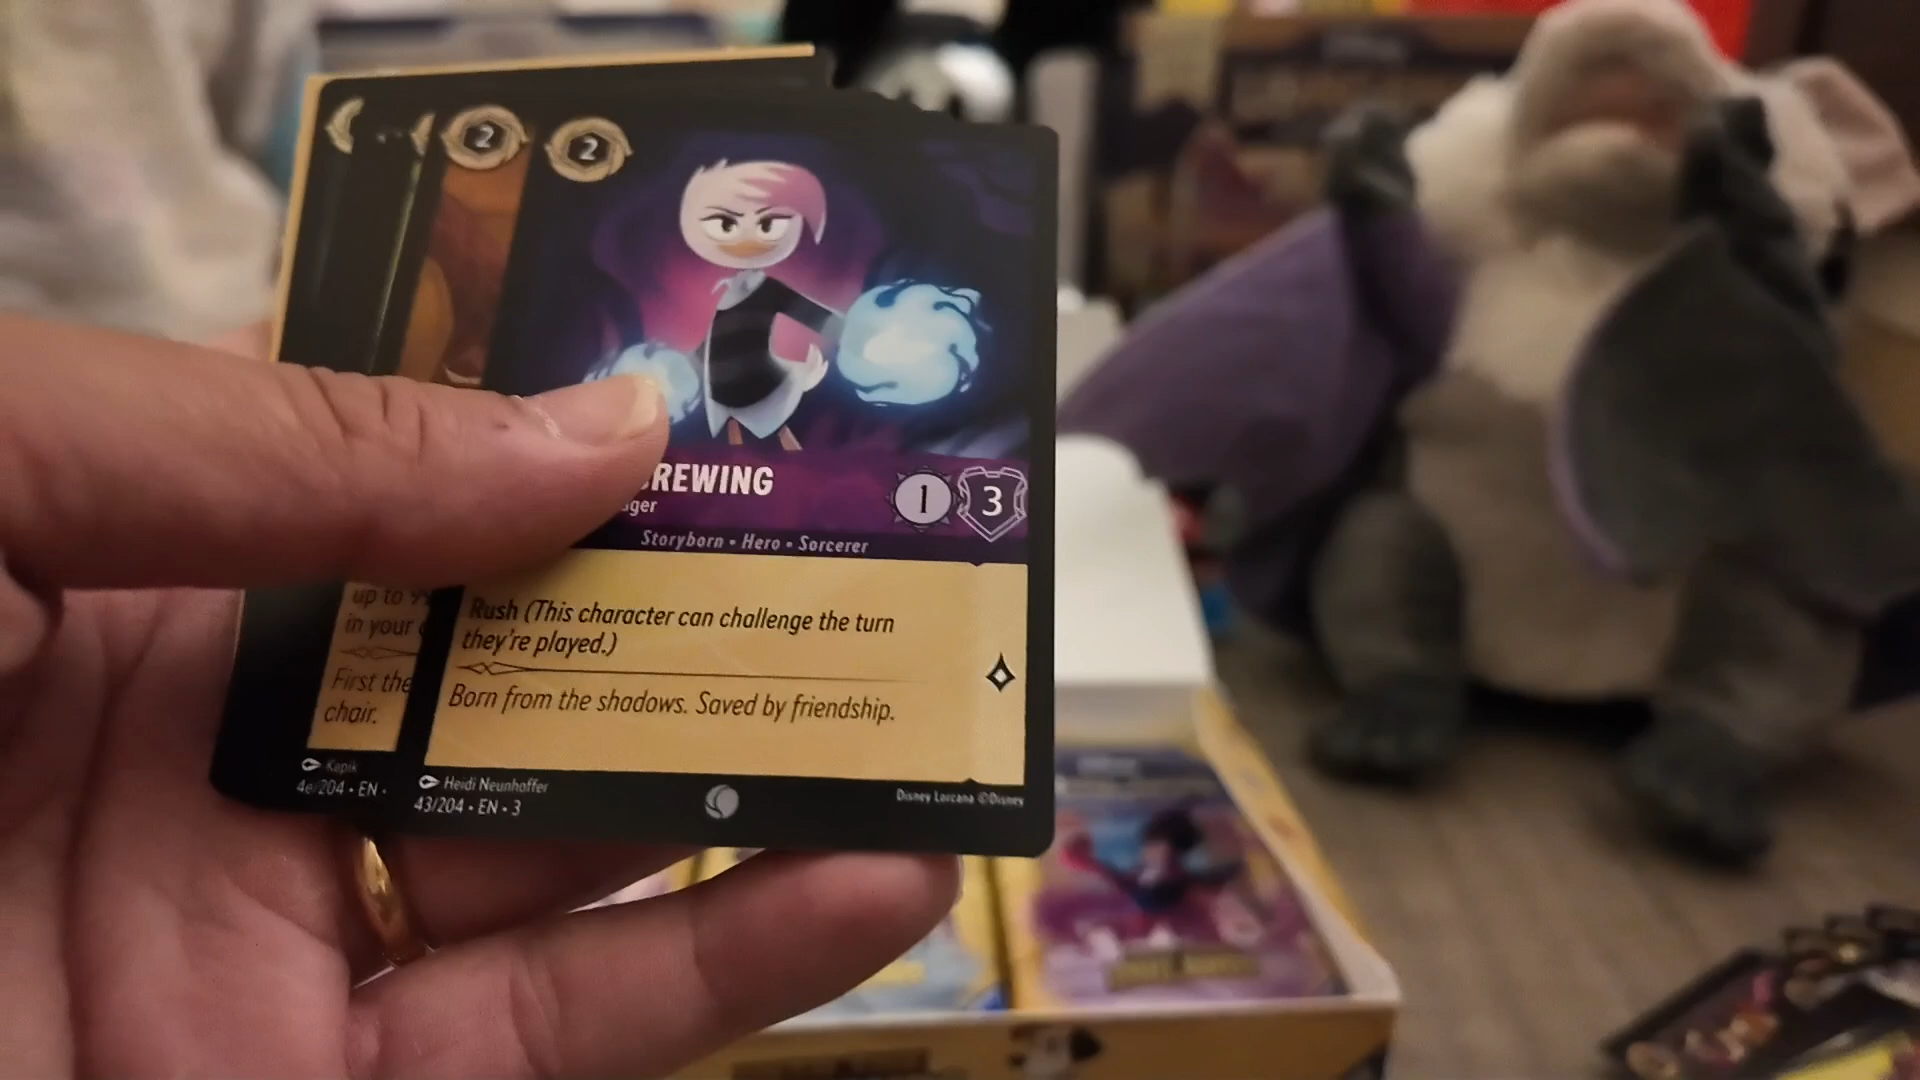 2
2
REWING
ger
1
3
Storyborn • Hero • Sorcerer
Rush (This character can challenge the turn
they're played.)
Born from the shadows. Saved by friendship.
Heidi Neunhoffer
43/204 • EN • 3
Disney Lorcana ©Disney
up to 99
in your
First the
chair.
Kapik
/204 • EN •